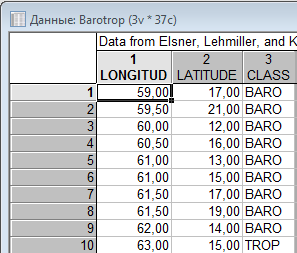 Данные: Barotrop (3v * 37c)
Data from Elsner, Lehmiller, and K
1 2 3
LONGITUD LATITUDE CLASS
1 59,00 17,00 BARO
2 59,50 21,00 BARO
3 60,00 12,00 BARO
4 60,50 16,00 BARO
5 61,00 13,00 BARO
6 61,00 15,00 BARO
7 61,50 17,00 BARO
8 61,50 19,00 BARO
9 62,00 14,00 BARO
10 63,00 15,00 TROP